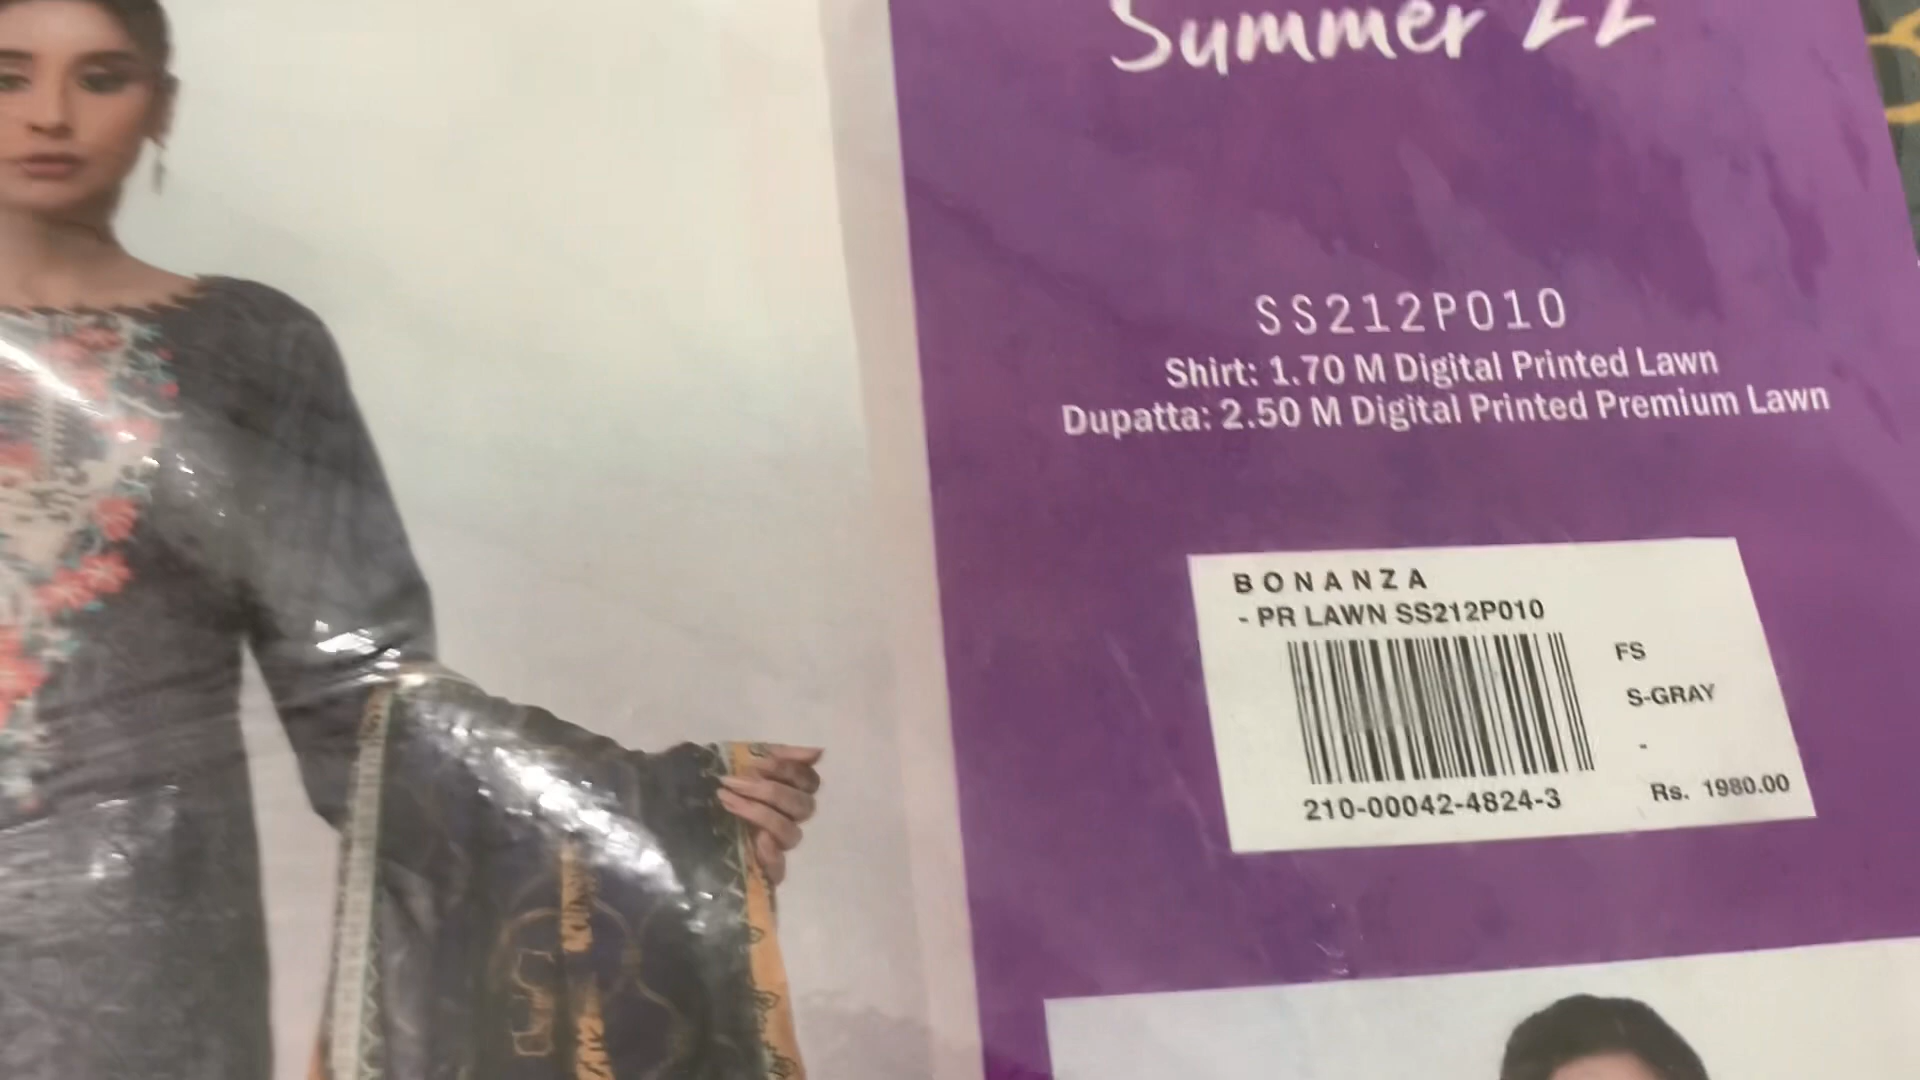 Summer 22
SS212P010
Shirt: 1.70 M Digital Printed Lawn
Dupatta: 2.50 M Digital Printed Premium Lawn
BONANZA
- PR LAWN SS212P010
FS
S-GRAY
-
210-00042-4824-3
Rs. 1980.00